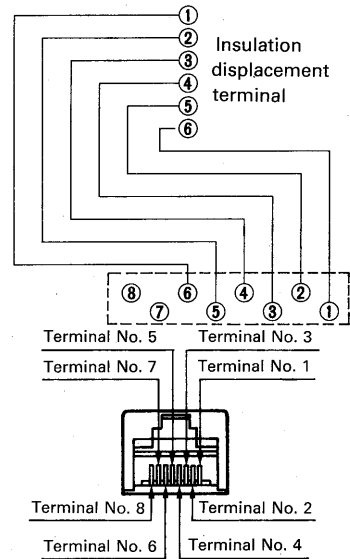 ①
② Insulation
③ displacement
④ terminal
⑤
⑥
⑧ ⑥ ④ ②
⑦ ⑤ ③ ①
Terminal No. 5 Terminal No. 3
Terminal No. 7 Terminal No. 1
Terminal No. 8 Terminal No. 2
Terminal No. 6 Terminal No. 4